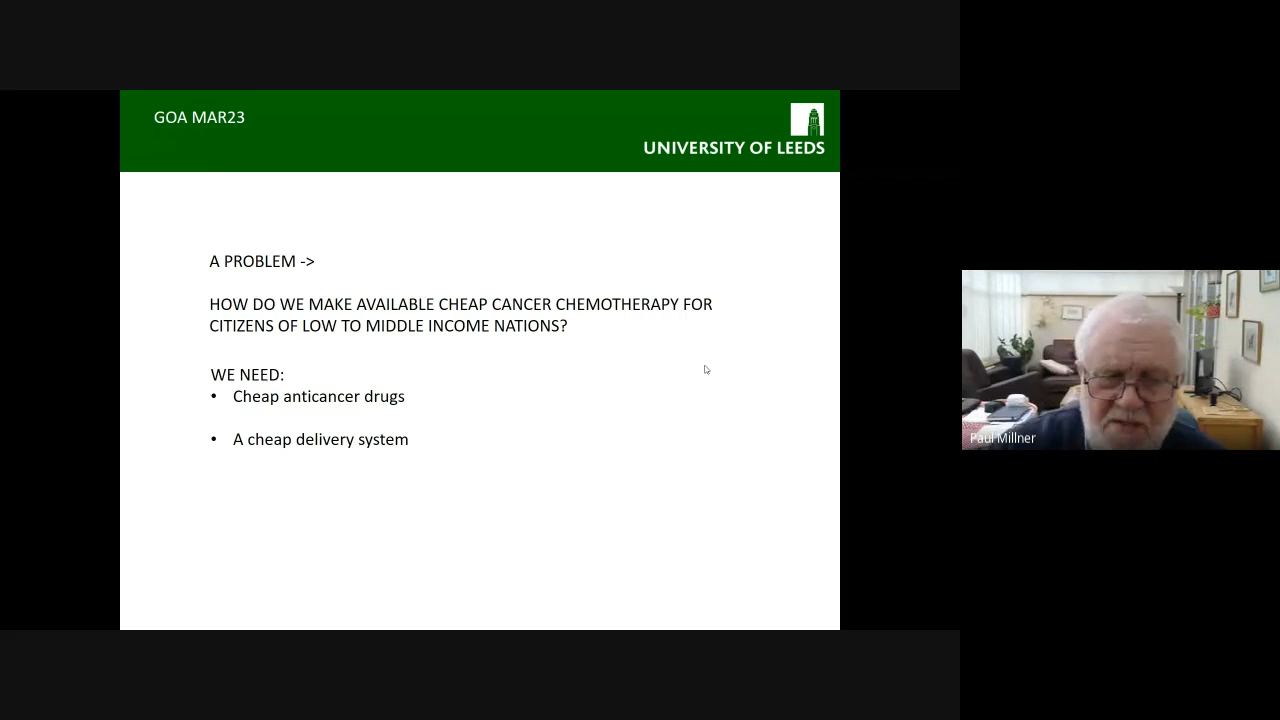 GOA MAR23
UNIVERSITY OF LEEDS
A PROBLEM ->
HOW DO WE MAKE AVAILABLE CHEAP CANCER CHEMOTHERAPY FOR
CITIZENS OF LOW TO MIDDLE INCOME NATIONS?
WE NEED:
• Cheap anticancer drugs
• A cheap delivery system
Paul Millner